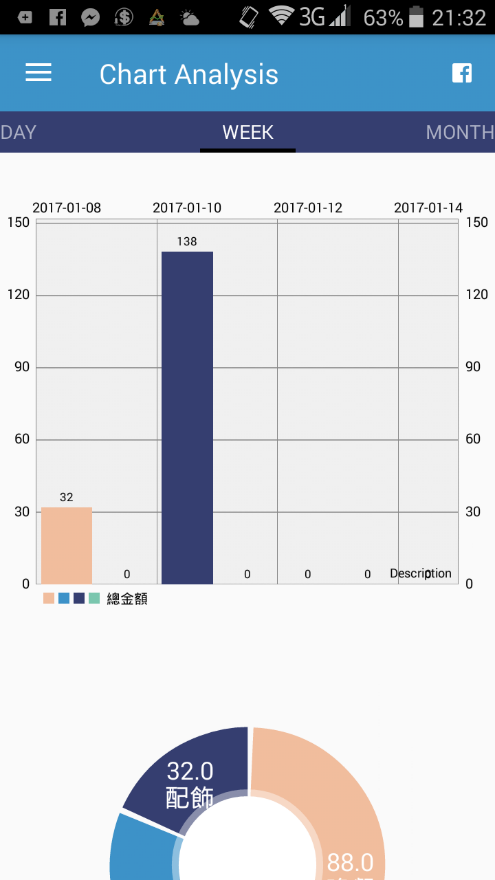 3G 63% 21:32
Chart Analysis
DAY WEEK MONTH
2017-01-08 2017-01-10 2017-01-12 2017-01-14
150 150
138
120 120
90 90
60 60
32
30 30
0 0 0 0 0 Description
0 0
總金額
32.0
配飾
88.0